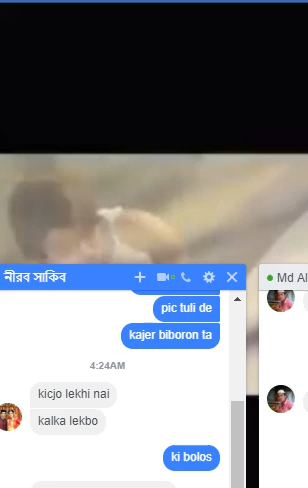 নীরব সাকিব
Md Al
pic tuli de
kajer biboron ta
4:24AM
kicjo lekhi nai
kalka lekbo
ki bolos